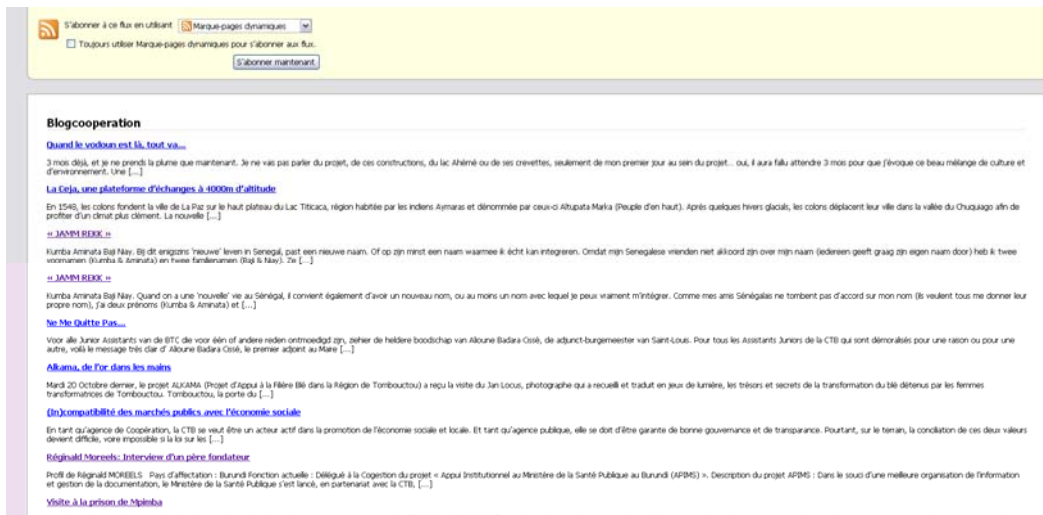 S'abonner à ce flux en utilisant Marque-pages dynamiques
Toujours utiliser Marque-pages dynamiques pour s'abonner aux flux.
S'abonner maintenant
Blogcooperation
Quand le vodoun est là, tout va...
3 mois déjà, et je ne prends la plume que maintenant. Je ne vais pas parler du projet, de ces constructions, du lac Ahémé ou de ses crevettes, seulement de mon premier jour au sein du projet... oui, il aura fallu attendre 3 mois pour que j'évoque ce beau mélange de culture et
d'environnement. Une [...]
La Ceja, une plateforme d'échanges à 4000m d'altitude
En 1548, les colons fondent la ville de La Paz sur le haut plateau du Lac Titicaca, région habitée par les indiens Aymaras et dénommée par ceux-ci Altupata Marka (Peuple d'en haut). Après quelques hivers glacials, les colons déplacent leur ville dans la vallée du Chuquiago afin de
profiter d'un climat plus clément. La nouvelle [...]
« JAMM REKK »
Kumba Aminata Baji Nay. Bij dit enigszins 'nieuwe' leven in Senegal, past een nieuwe naam. Of op zijn minst een naam waarmee ik écht kan integreren. Omdat mijn Senegalese vrienden niet akkoord zijn over mijn naam (iedereen geeft graag zijn eigen naam door) heb ik twee
voornamen (Kumba & Aminata) en twee familienamen (Baji & Nay). Ze [...]
« JAMM REKK »
Kumba Aminata Baji Nay. Quand on a une 'nouvelle' vie au Sénégal, il convient également d'avoir un nouveau nom, ou au moins un nom avec lequel je peux vraiment m'intégrer. Comme mes amis Sénégalais ne tombent pas d'accord sur mon nom (ils veulent tous me donner leur
propre nom), j'ai deux prénoms (Kumba & Aminata) et [...]
Ne Me Quitte Pas...
Voor alle Junior Assistants van de BTC die voor één of andere reden ontmoedigd zijn, ziehier de heldere boodschap van Alioune Badara Cissé, de adjunct-burgemeester van Saint-Louis. Pour tous les Assistants Juniors de la CTB qui sont démoralisés pour une raison ou pour une
autre, voilà le message très clair d' Alioune Badara Cissé, le premier adjoint au Maire [...]
Alkama, de l'or dans les mains
Mardi 20 Octobre dernier, le projet ALKAMA (Projet d'Appui à la Filière Blé dans la Région de Tombouctou) a reçu la visite du Jan Locus, photographe qui a recueilli et traduit en jeux de lumière, les trésors et secrets de la transformation du blé détenus par les femmes
transformatrices de Tombouctou. Tombouctou, la porte du [...]
(In)compatibilité des marchés publics avec l'économie sociale
En tant qu'agence de Coopération, la CTB se veut être un acteur actif dans la promotion de l'économie sociale et locale. Et tant qu'agence publique, elle se doit d'être garante de bonne gouvernance et de transparance. Pourtant, sur le terrain, la conciliation de ces deux valeurs
devient difficile, voire impossible si la loi sur les [...]
Réginald Moreels: Interview d'un père fondateur
Profil de Réginald MOREELS Pays d'affectation : Burundi Fonction actuelle : Délégué à la Cogestion du projet « Appui Institutionnel au Ministère de la Santé Publique au Burundi (APIMS) ». Description du projet APIMS : Dans le souci d'une meilleure organisation de l'information
et gestion de la documentation, le Ministère de la Santé Publique s'est lancé, en partenariat avec la CTB, [...]
Visite à la prison de Mpimba